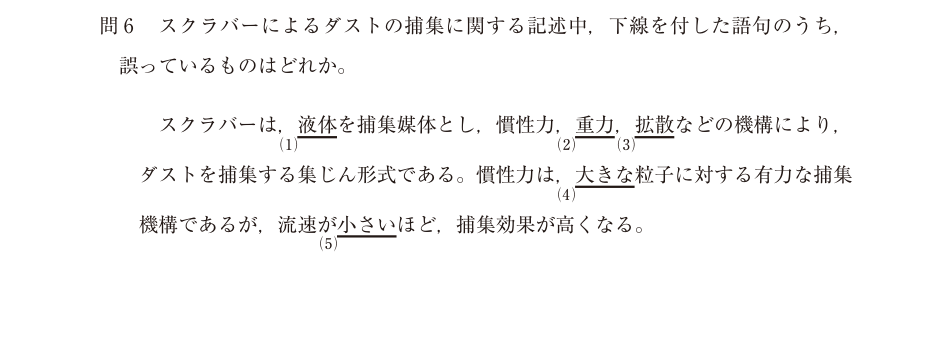 問6　スクラバーによるダストの捕集に関する記述中，下線を付した語句のうち，
誤っているものはどれか。
スクラバーは，液体を捕集媒体とし，慣性力，重力，拡散などの機構により，
(1) (2) (3)
ダストを捕集する集じん形式である。慣性力は，大きな粒子に対する有力な捕集
(4)
機構であるが，流速が小さいほど，捕集効果が高くなる。
(5)